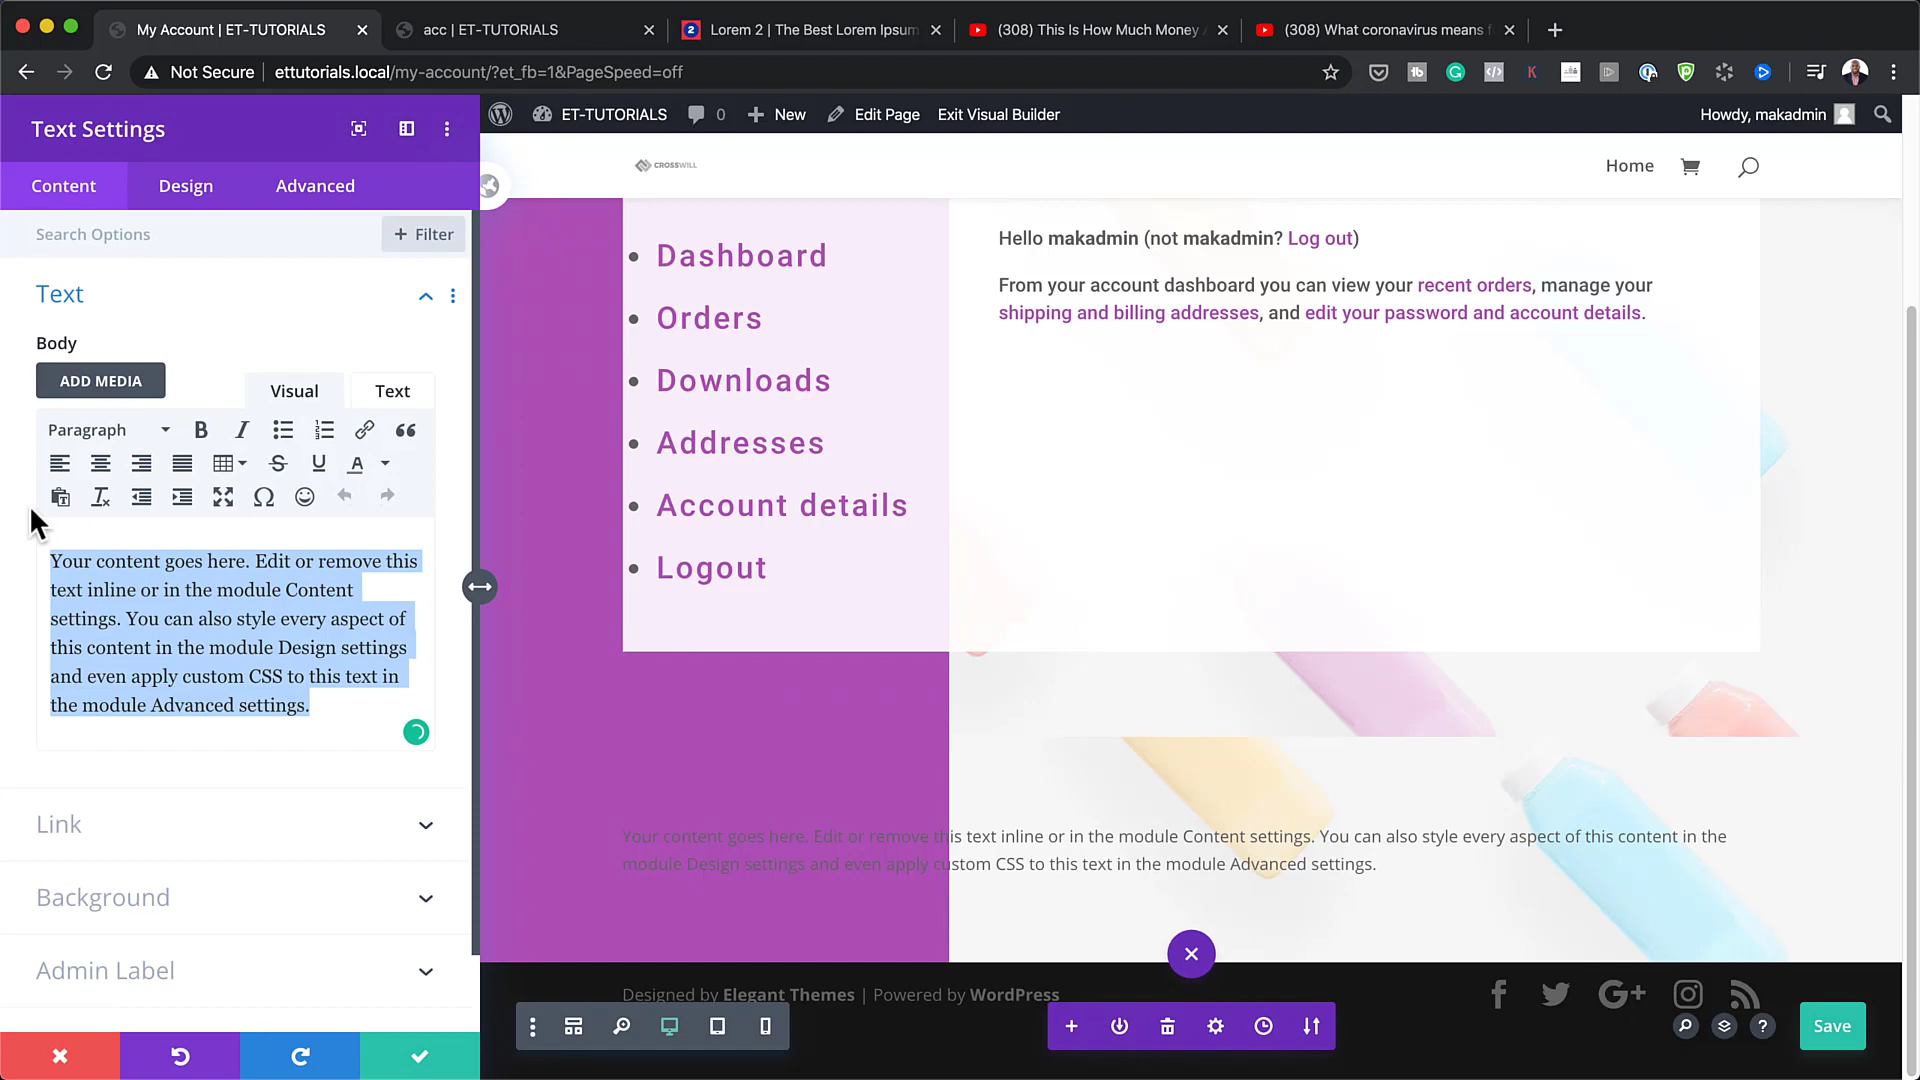 My Account | ET-TUTORIALS
acc | ET-TUTORIALS
2 Lorem 2 | The Best Lorem Ipsum
(308) This Is How Much Money
(308) What coronavirus means f
Not Secure | ettutorials.local/my-account/?et_fb=1&PageSpeed=off
Text Settings
ET-TUTORIALS 0 New Edit Page Exit Visual Builder Howdy, makadmin
Content Design Advanced
CROSSWILL Home
Search Options + Filter
Text
Body
ADD MEDIA
Visual Text
Paragraph
Your content goes here. Edit or remove this
text inline or in the module Content
settings. You can also style every aspect of
this content in the module Design settings
and even apply custom CSS to this text in
the module Advanced settings.
Link
Background
Admin Label
Dashboard
Orders
Downloads
Addresses
Account details
Logout
Hello makadmin (not makadmin? Log out)
From your account dashboard you can view your recent orders, manage your
shipping and billing addresses, and edit your password and account details.
Your content goes here. Edit or remove this text inline or in the module Content settings. You can also style every aspect of this content in the
module Design settings and even apply custom CSS to this text in the module Advanced settings.
Designed by Elegant Themes | Powered by WordPress
Save